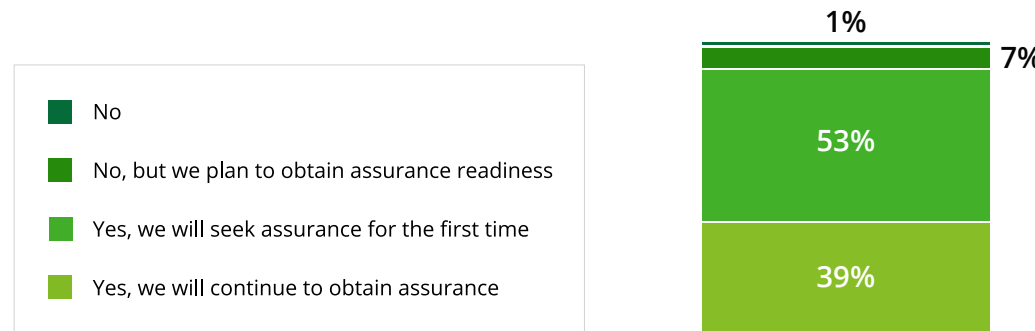 1%
7%
No
No, but we plan to obtain assurance readiness
53%
Yes, we will seek assurance for the first time
39%
Yes, we will continue to obtain assurance